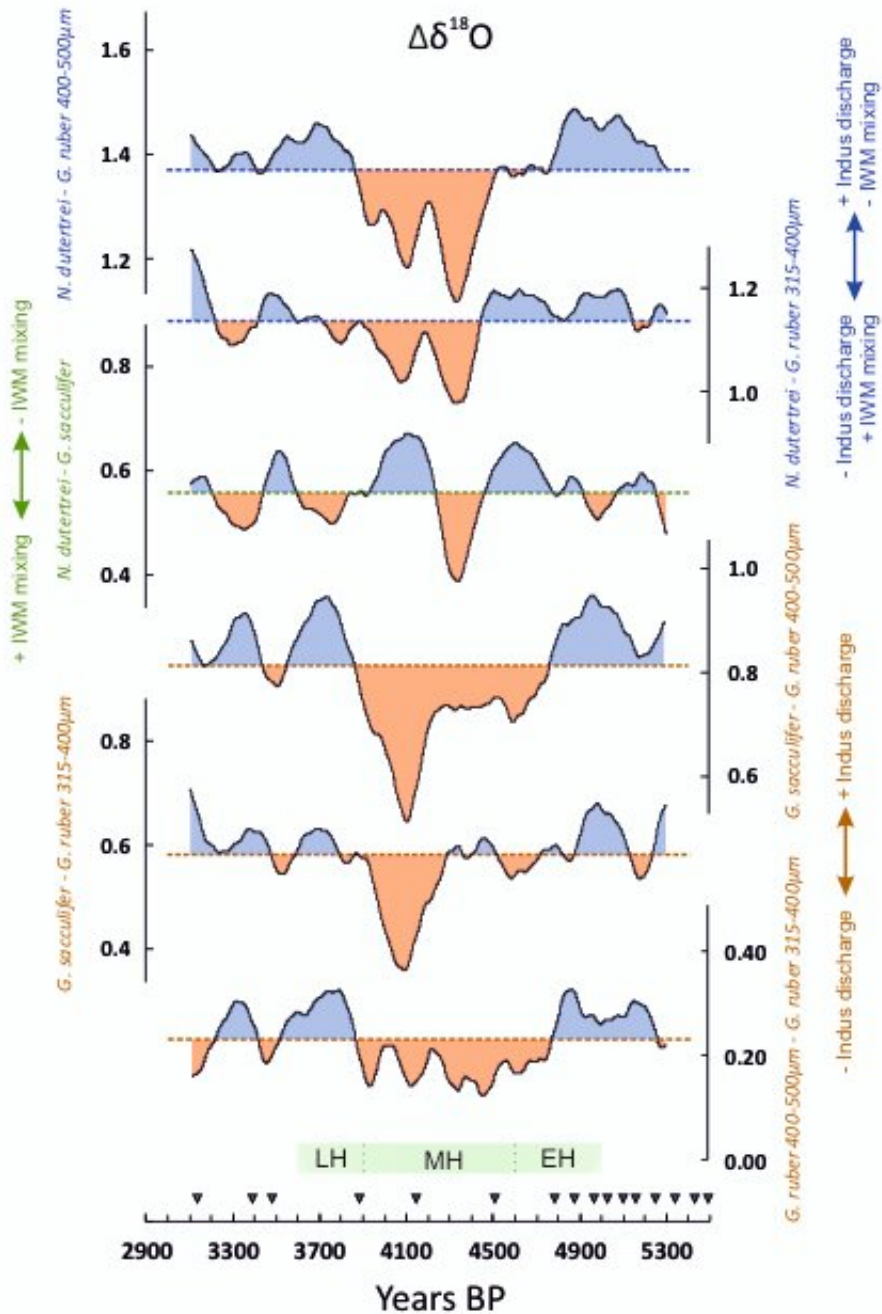 Δδ¹⁸O
1.6
1.4
1.2
N. dutertrei - G. ruber 400-500µm
1.2
1.0
N. dutertrei - G. ruber 315-400µm
0.8
0.6
0.4
N. dutertrei - G. sacculifer
1.0
0.8
0.6
G. sacculifer - G. ruber 400-500µm
0.8
0.6
0.4
G. sacculifer - G. ruber 315-400µm
0.40
0.20
0.00
G. ruber 400-500µm - G. ruber 315-400µm
+ IWM mixing
- IWM mixing
- Indus discharge
+ IWM mixing
+ Indus discharge
- IWM mixing
- Indus discharge
+ Indus discharge
LH
MH
EH
2900 3300 3700 4100 4500 4900 5300
Years BP